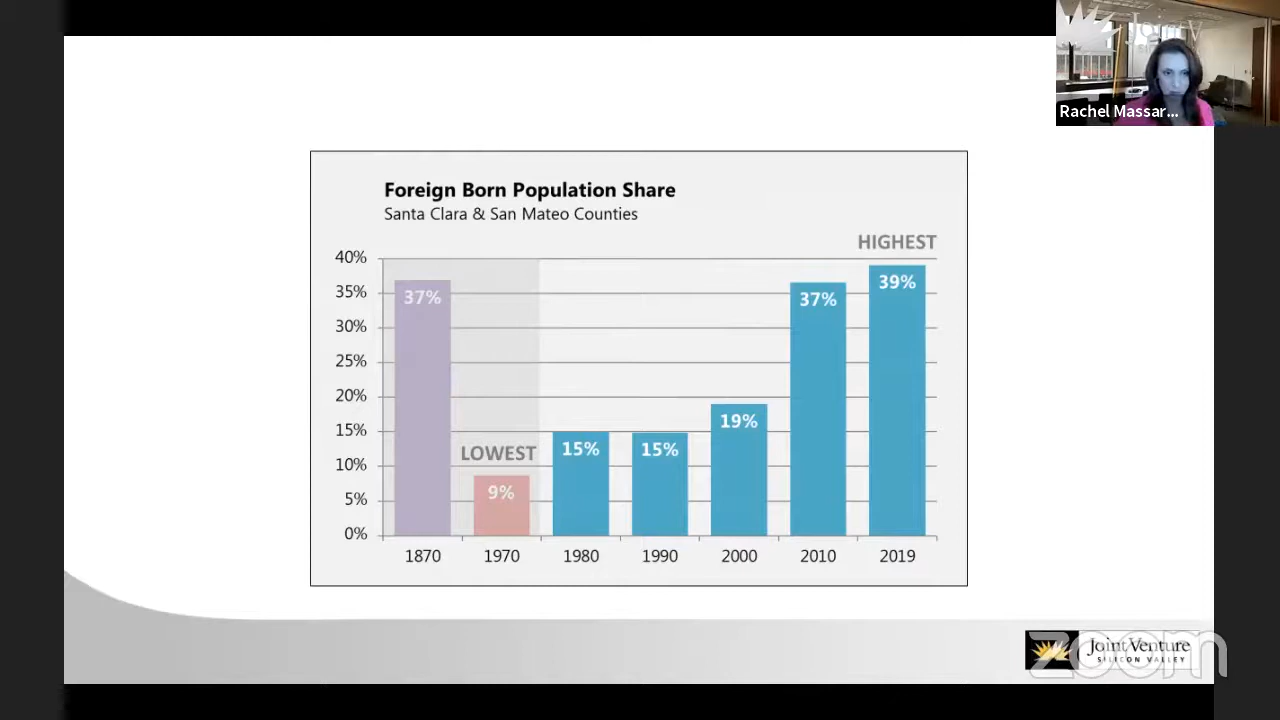 Rachel Massar...
Foreign Born Population Share
Santa Clara & San Mateo Counties
HIGHEST
40%
35%
30%
25%
20%
15%
10%
5%
0%
37%
LOWEST
9%
15%
15%
19%
37%
39%
1870 1970 1980 1990 2000 2010 2019
Joint Venture
SILICON VALLEY
zoom